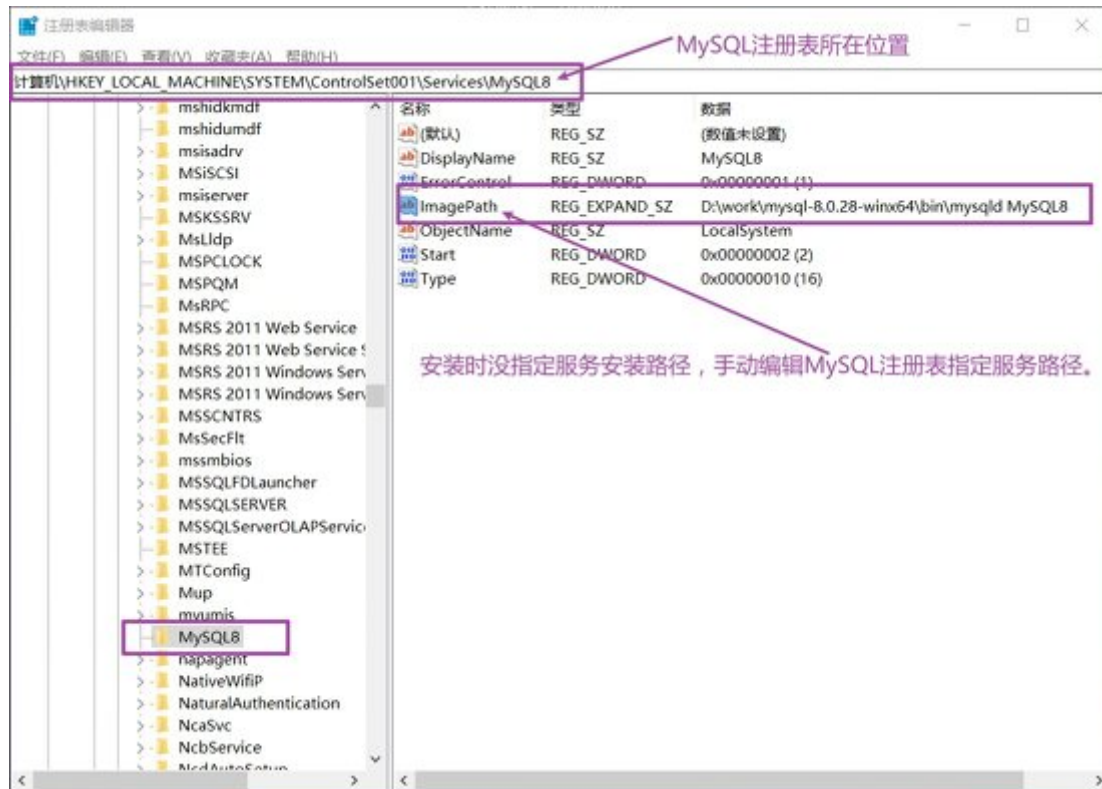 注册表编辑器
文件(F) 编辑(E) 查看(V) 收藏夹(A) 帮助(H)
MySQL注册表所在位置
计算机\HKEY_LOCAL_MACHINE\SYSTEM\ControlSet001\Services\MySQL8
mshidkmdf
mshidumdf
msisadrv
MSiSCSI
msiserver
MSKSSRV
MsLldp
MSPCLOCK
MSPQM
MsRPC
MSRS 2011 Web Service
MSRS 2011 Web Service S
MSRS 2011 Windows Serv
MSRS 2011 Windows Serv
MSSCNTRS
MsSecFlt
mssmbios
MSSQLFDLauncher
MSSQLSERVER
MSSQLServerOLAPService
MSTEE
MTConfig
Mup
mvumis
MySQL8
napagent
NativeWifiP
NaturalAuthentication
NcaSvc
NcbService
NcdAutoSetup
名称 类型 数据
(默认) REG_SZ (数值未设置)
DisplayName REG_SZ MySQL8
ErrorControl REG_DWORD 0x00000001 (1)
ImagePath REG_EXPAND_SZ D:\work\mysql-8.0.28-winx64\bin\mysqld MySQL8
ObjectName REG_SZ LocalSystem
Start REG_DWORD 0x00000002 (2)
Type REG_DWORD 0x00000010 (16)
安装时没指定服务安装路径，手动编辑MySQL注册表指定服务路径。